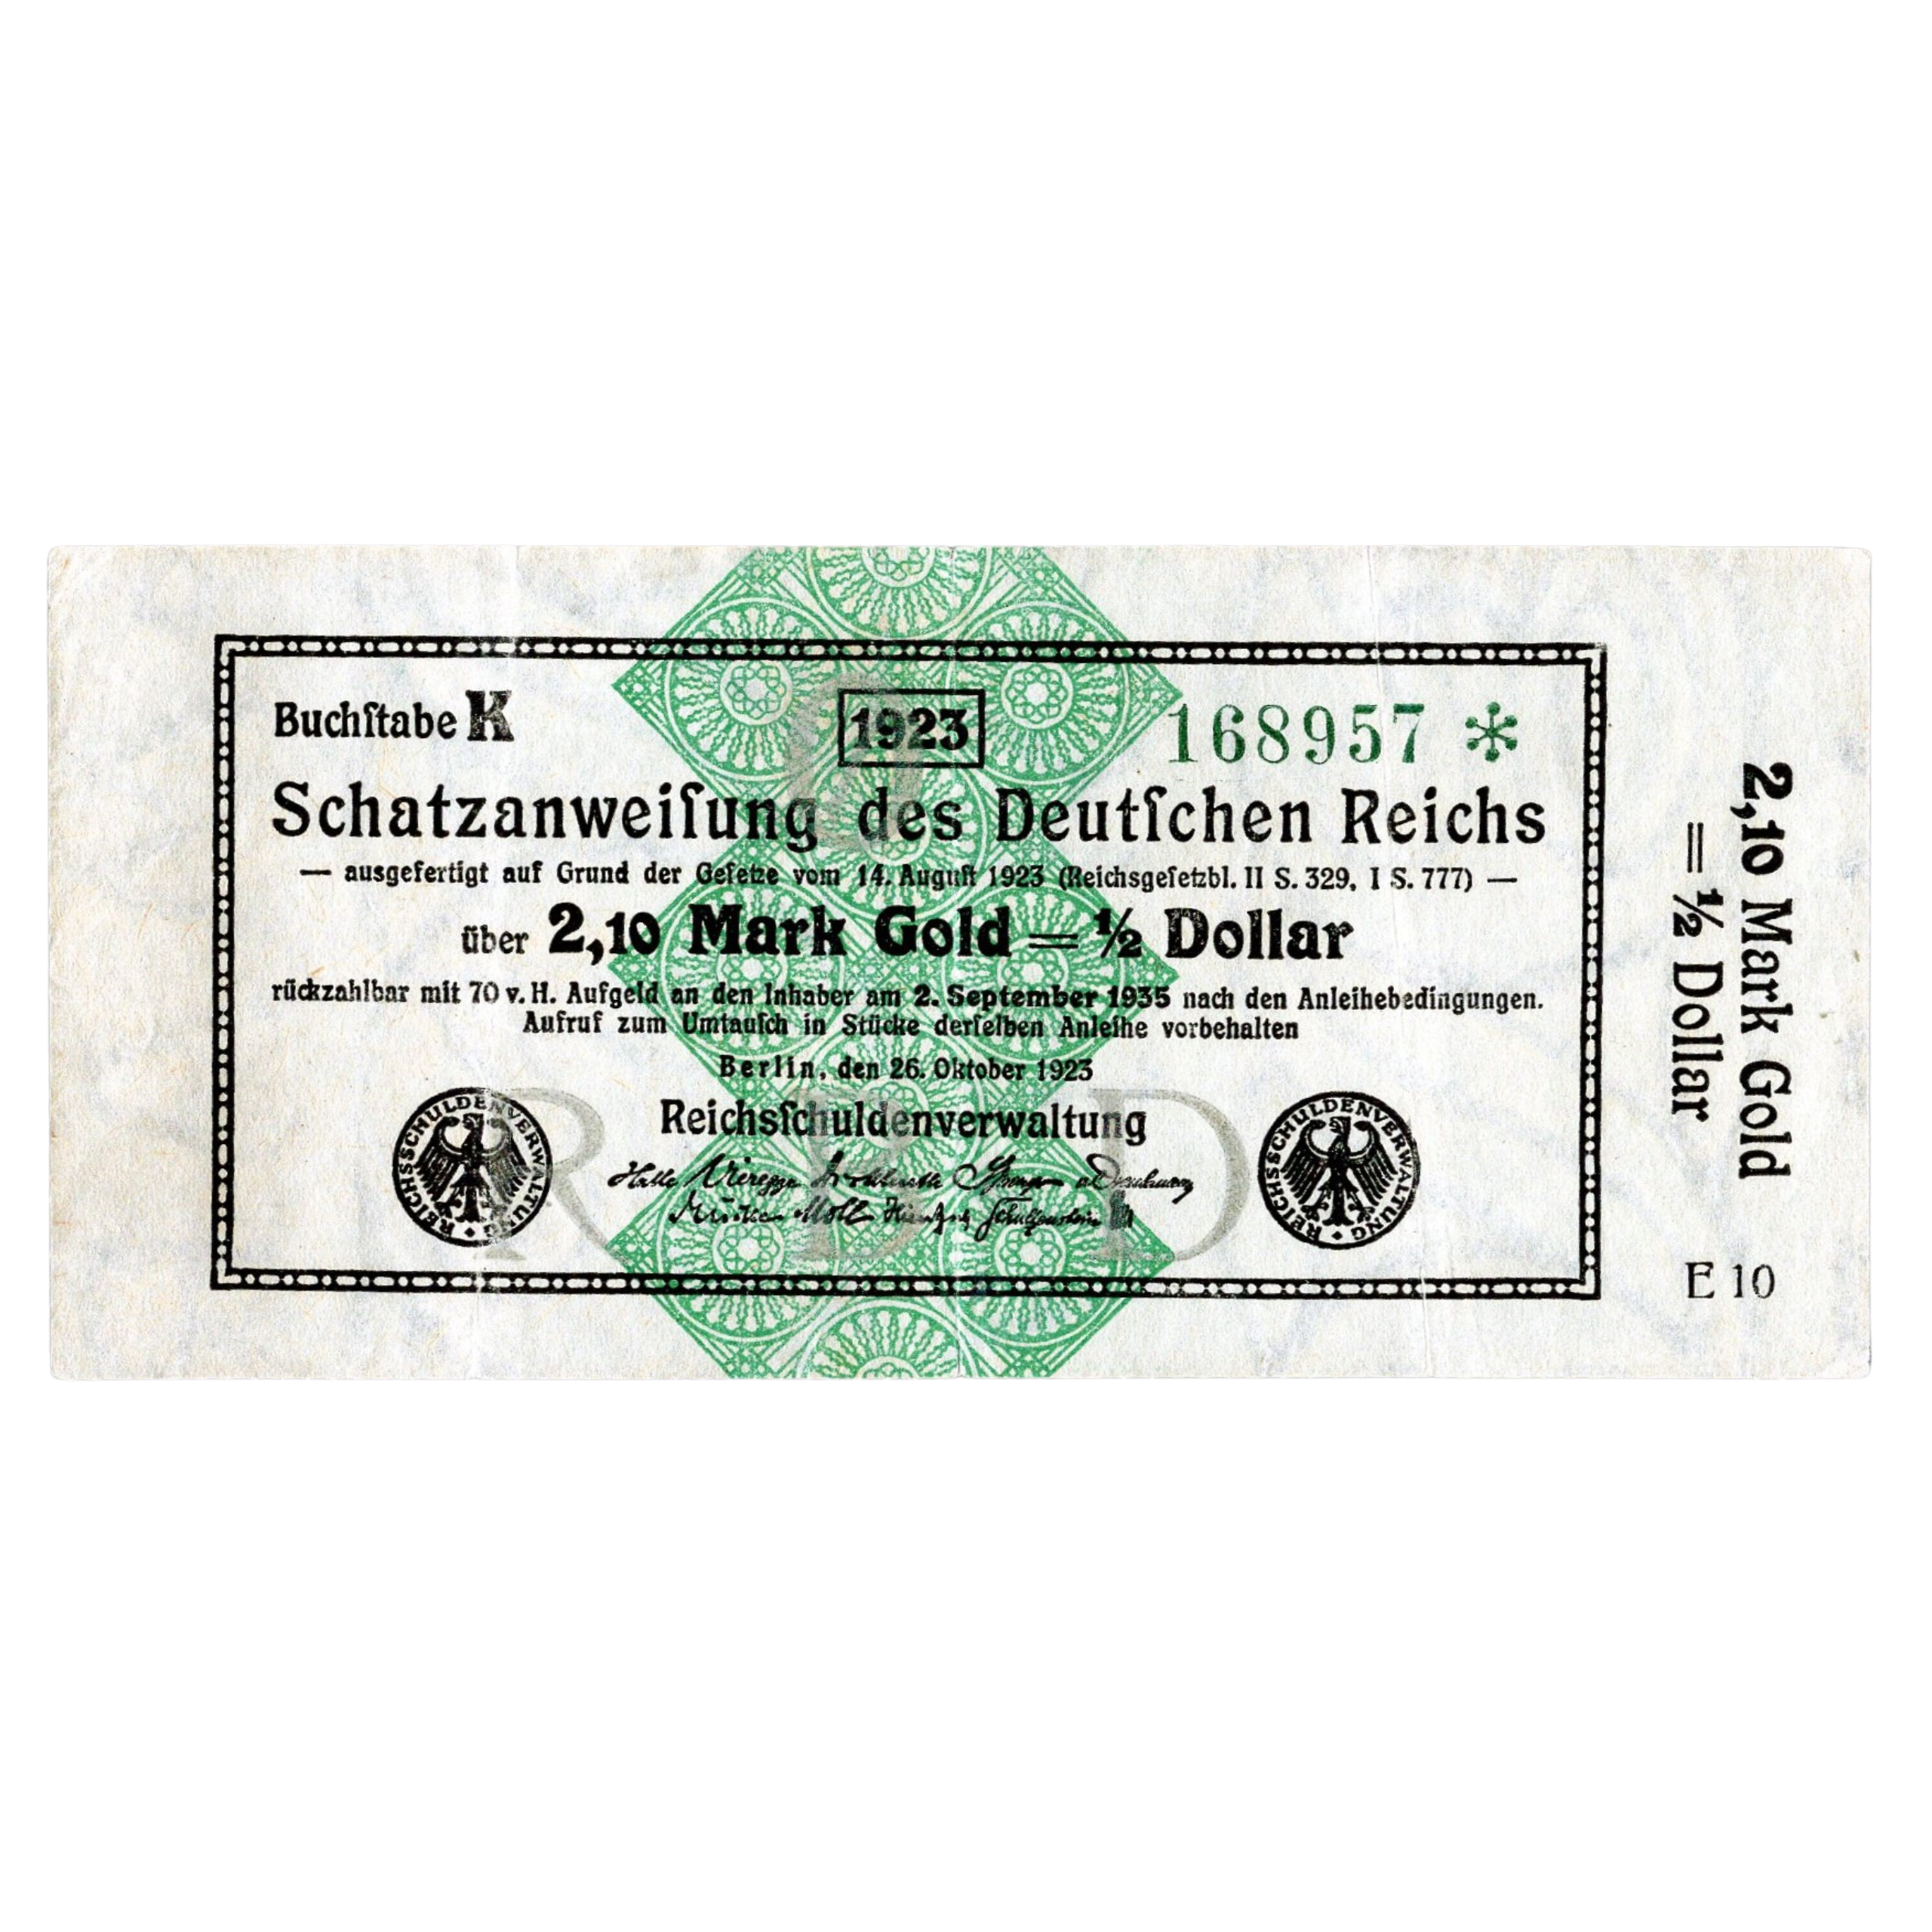 Buchſtabe K
1923
168957 *
Schatzanweiſung des Deutſchen Reichs
— ausgefertigt auf Grund der Geſetze vom 14. Auguſt 1923 (Reichsgeſetzbl. II S. 329, I S. 777) —
über 2,10 Mark Gold = ½ Dollar
rückzahlbar mit 70 v. H. Aufgeld an den Inhaber am 2. September 1935 nach den Anleihebedingungen.
Aufruf zum Umtauſch in Stücke derſelben Anleihe vorbehalten
Berlin, den 26. Oktober 1923
Reichsſchuldenverwaltung
REICHSSCHULDENVERWALTUNG
REICHSSCHULDENVERWALTUNG
R D
2,10 Mark Gold
= ½ Dollar
E 10